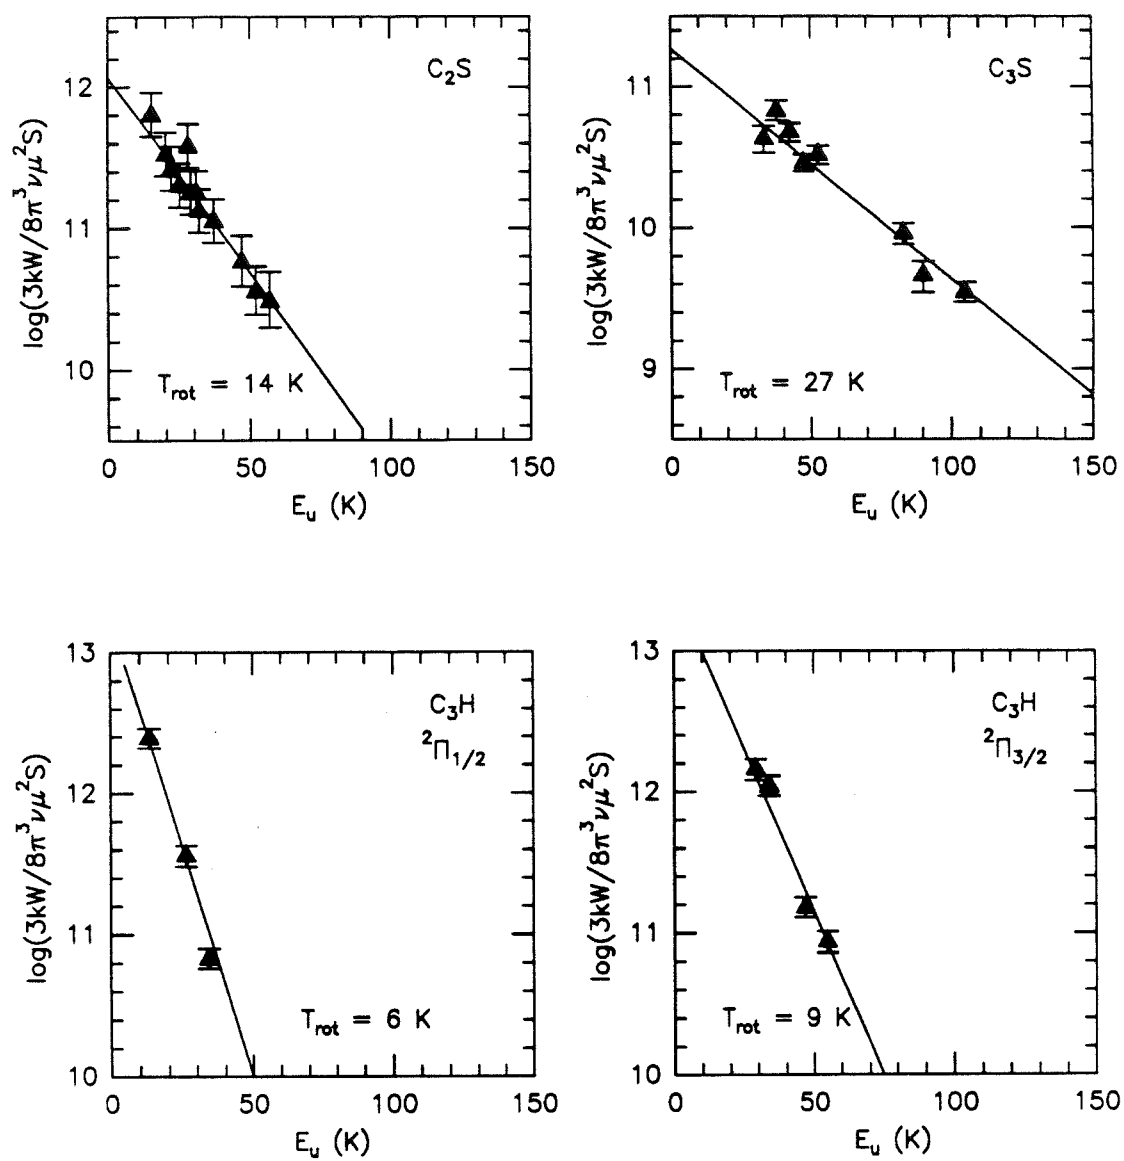 C₂S
12
11
10
log(3kW/8π³νμ²S)
T_rot = 14 K
0 50 100 150
E_u (K)
C₃S
11
10
9
log(3kW/8π³νμ²S)
T_rot = 27 K
0 50 100 150
E_u (K)
13
12
11
10
log(3kW/8π³νμ²S)
C₃H
²Π₁/₂
T_rot = 6 K
0 50 100 150
E_u (K)
13
12
11
10
log(3kW/8π³νμ²S)
C₃H
²Π₃/₂
T_rot = 9 K
0 50 100 150
E_u (K)